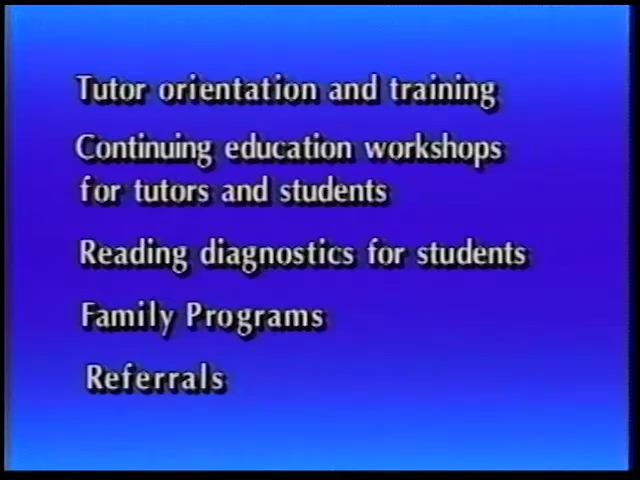 Tutor orientation and training
Continuing education workshops
for tutors and students
Reading diagnostics for students
Family Programs
Referrals